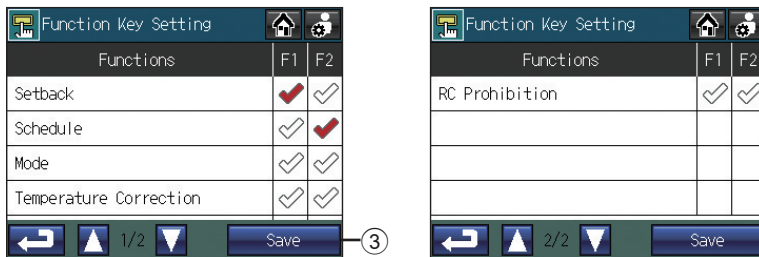 Function Key Setting
Functions F1 F2
Setback
Schedule
Mode
Temperature Correction
1/2 Save
③
Function Key Setting
Functions F1 F2
RC Prohibition
2/2 Save